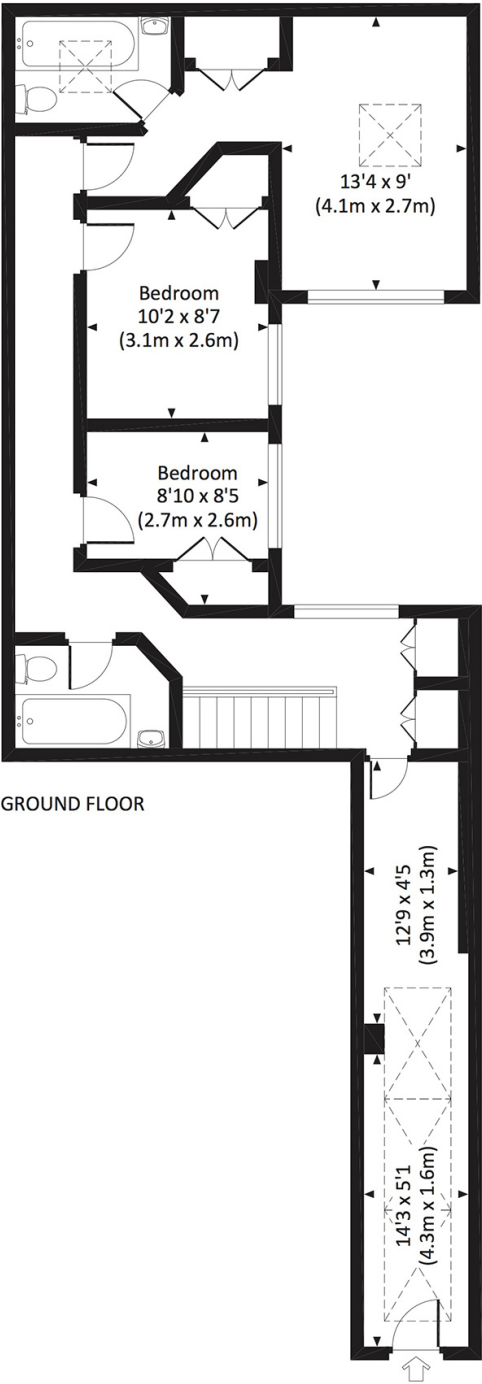 13'4 x 9'
(4.1m x 2.7m)
Bedroom
10'2 x 8'7
(3.1m x 2.6m)
Bedroom
8'10 x 8'5
(2.7m x 2.6m)
GROUND FLOOR
12'9 x 4'5
(3.9m x 1.3m)
14'3 x 5'1
(4.3m x 1.6m)